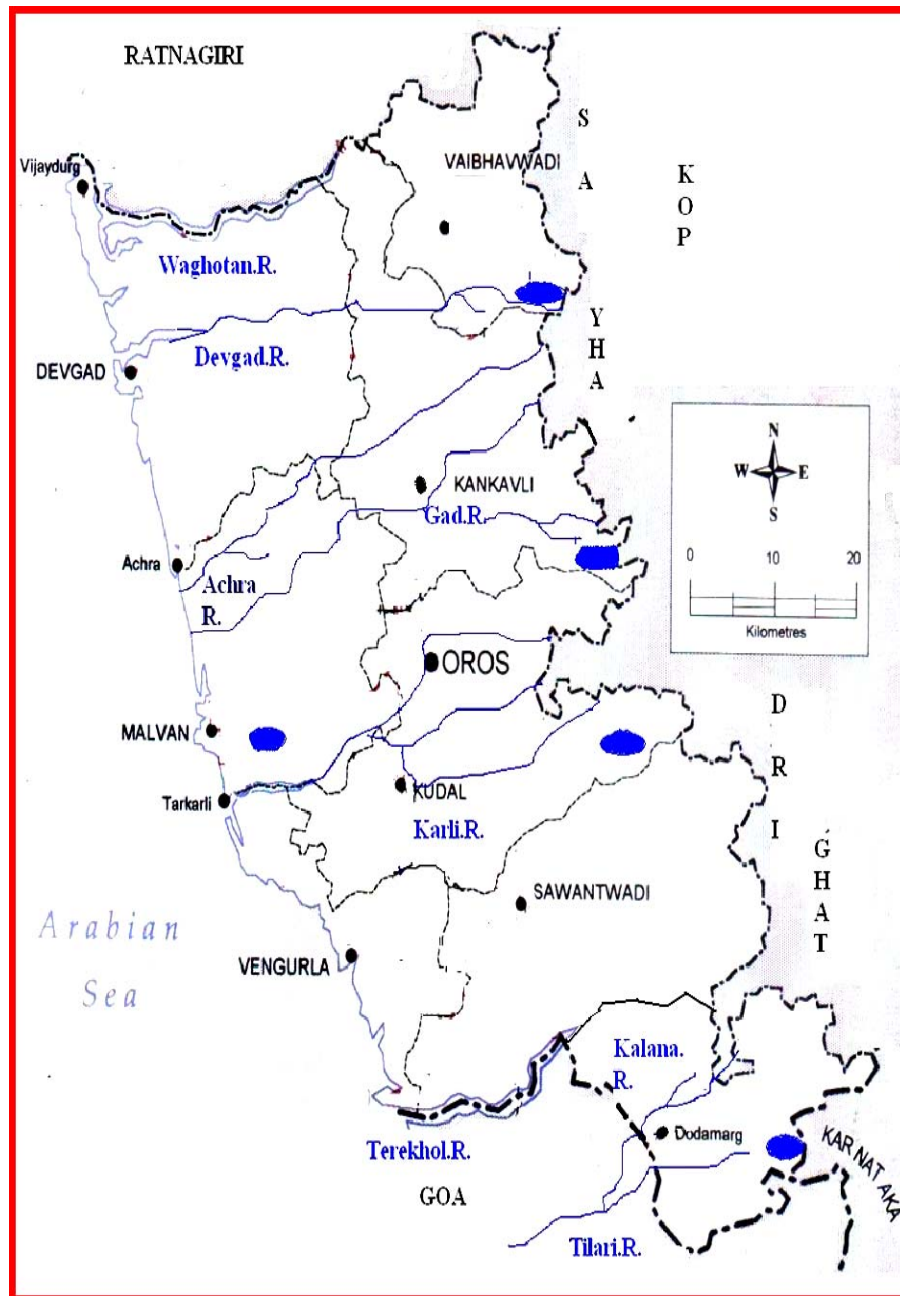 RATNAGIRI
Vijaydurg
VAIBHAVWADI
S
A
YHA
D
R
I
K
O
P
Waghotan.R.
Devgad.R.
DEVGAD
N
W E
S
0 10 20
Kilometres
KANKAVLI
Gad.R.
Achra
Achra
R.
OROS
MALVAN
Tarkarli
KUDAL
Karli.R.
G
H
A
T
SAWANTWADI
Arabian
Sea
VENGURLA
Kalana.
R.
Terekhol.R.
Dodamarg
KARNATAKA
GOA
Tilari.R.